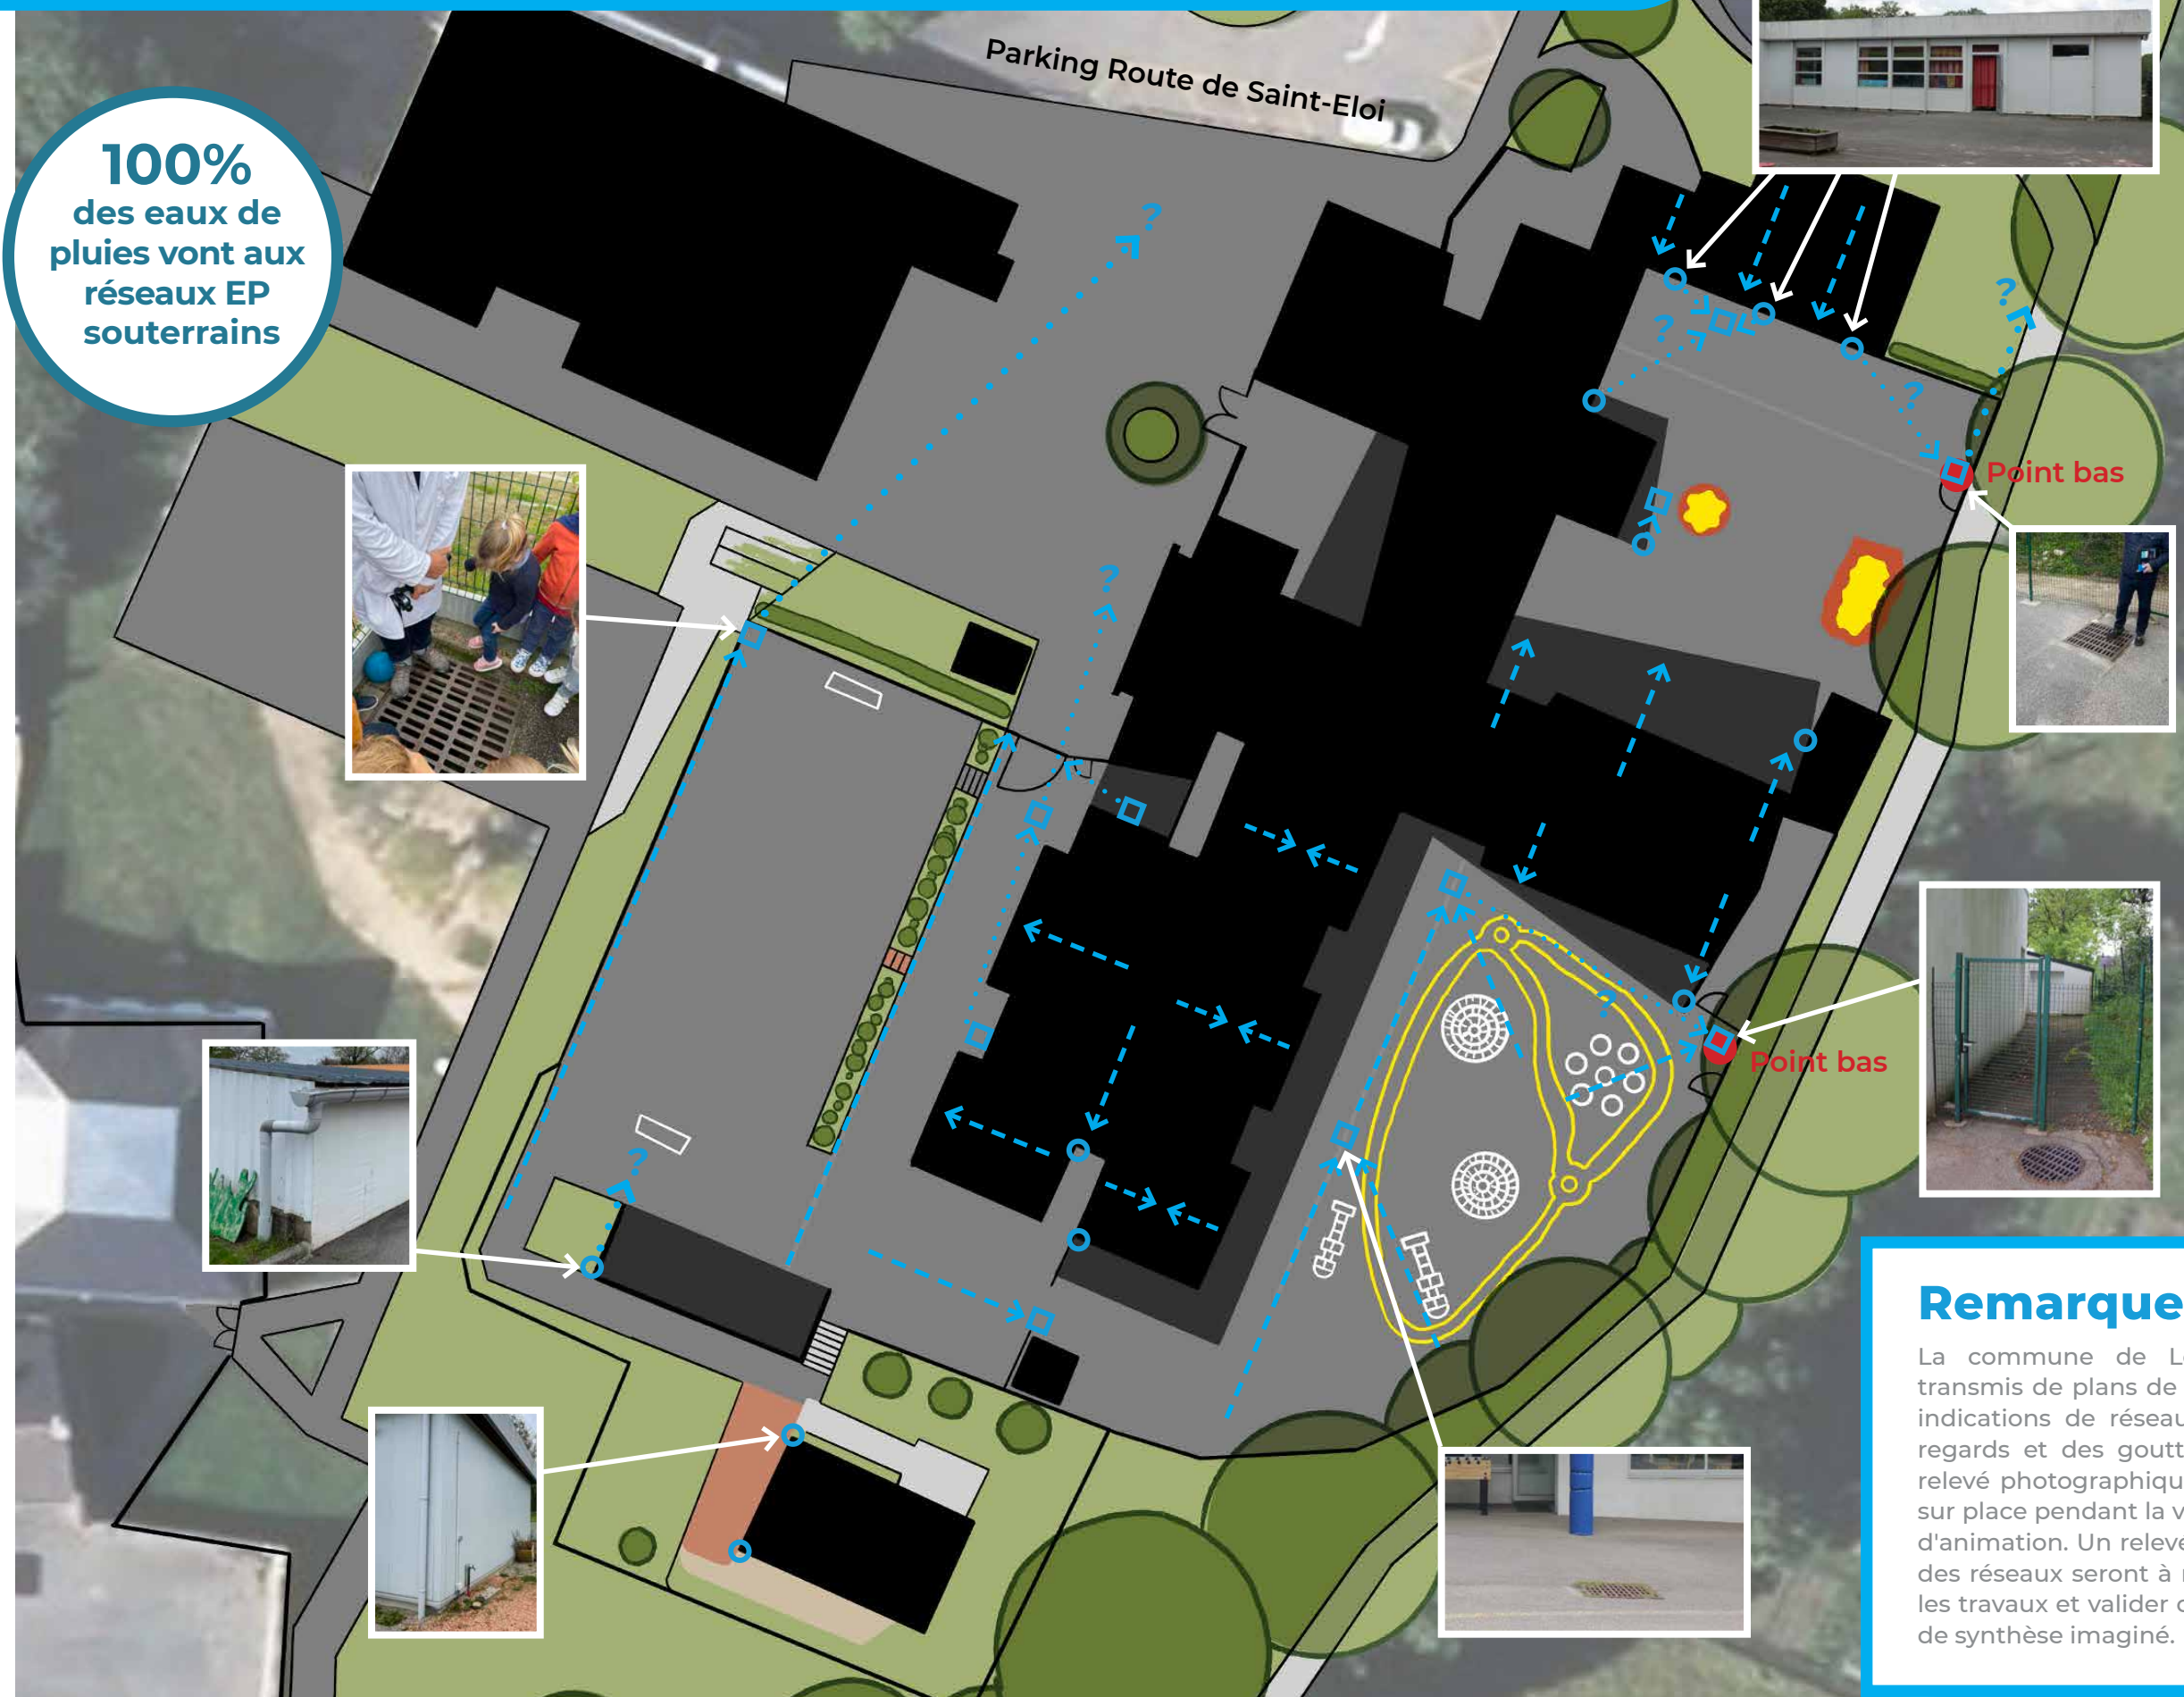 Parking Route de Saint-Eloi
100%
des eaux de
pluies vont aux
réseaux EP
souterrains
?
?
?
?
Point bas
?
?
Point bas
?
Remarque
La commune de L
transmis de plans de
indications de réseau
regards et des goutt
relevé photographique
sur place pendant la v
d'animation. Un relevé
des réseaux seront à
les travaux et valider
de synthèse imaginé.